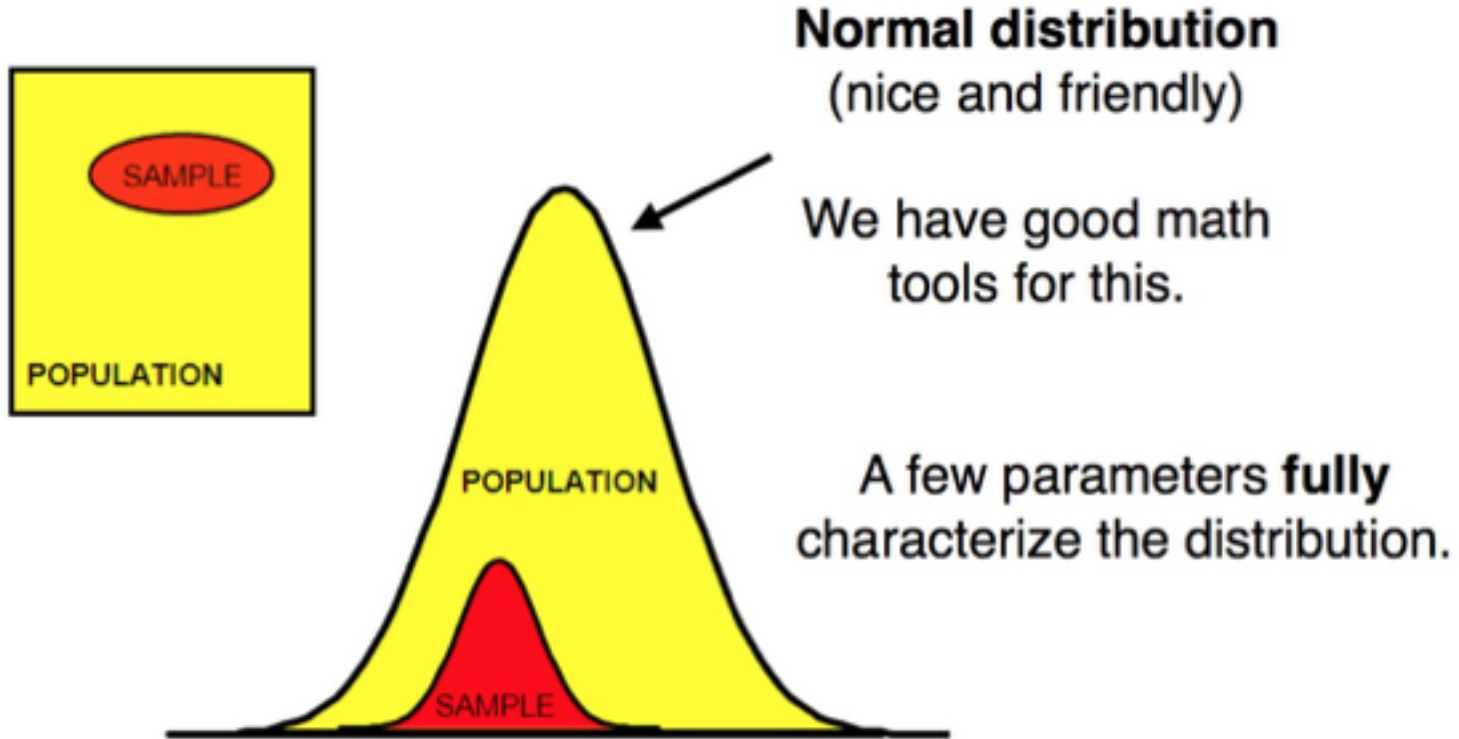 Normal distribution
(nice and friendly)
SAMPLE
We have good math
tools for this.
POPULATION
POPULATION
A few parameters fully
characterize the distribution.
SAMPLE